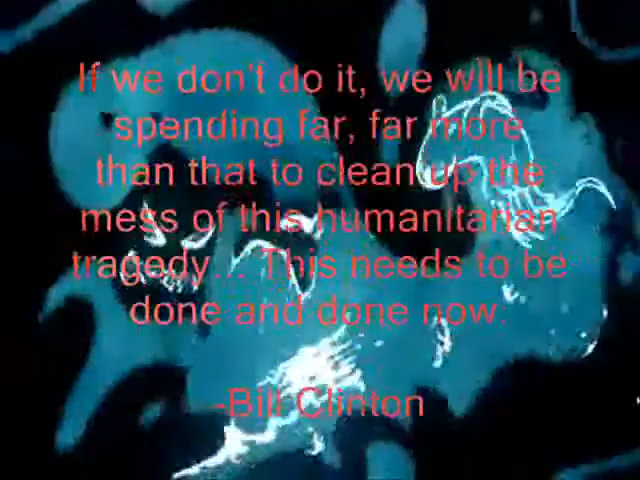 If we don't do it, we will be
spending far, far more
than that to clean up the
mess of this humanitarian
tragedy... This needs to be
done and done now.
-Bill Clinton